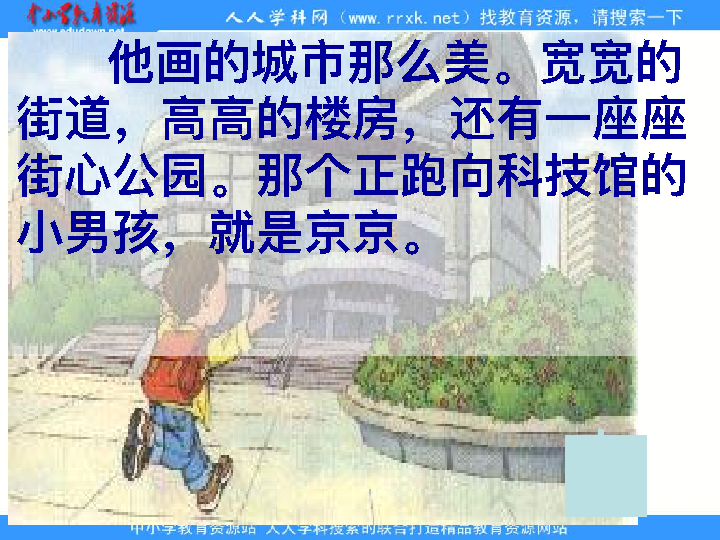 中小学教育资源
www.edudown.net
人人学科网（www.rrxk.net）找教育资源，请搜索一下
他画的城市那么美。宽宽的
街道，高高的楼房，还有一座座
街心公园。那个正跑向科技馆的
小男孩，就是京京。
中小学教育资源站 人人学科搜索的联合打造精品教育资源网站